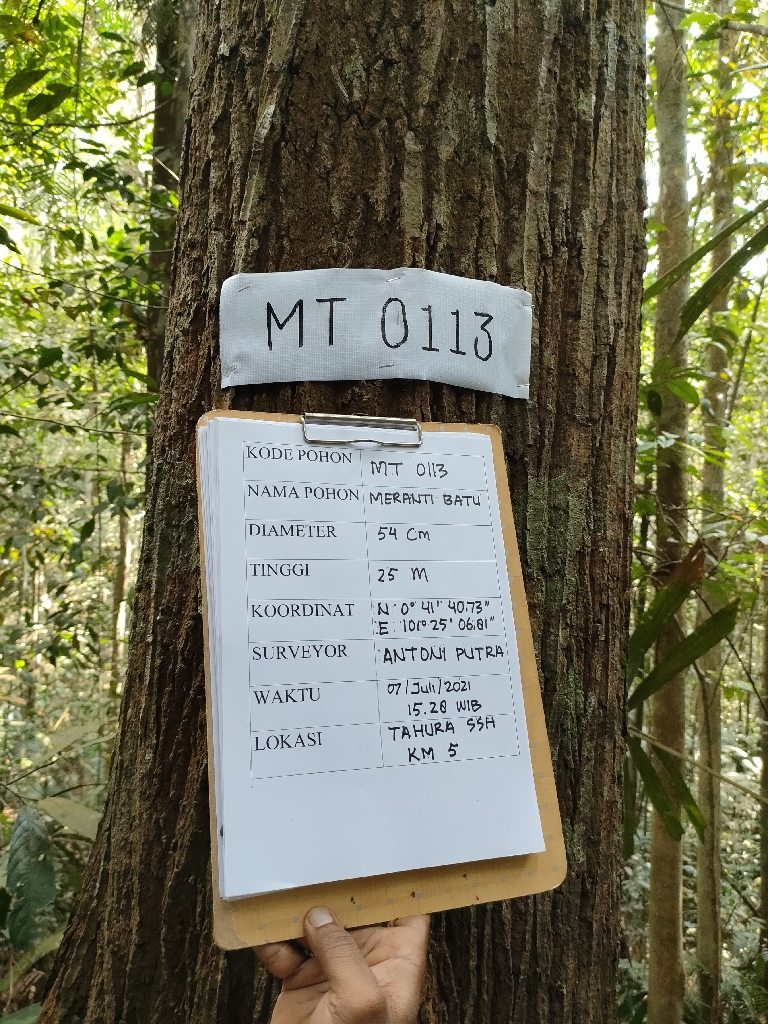 MT 0113
KODE POHON MT 0113
NAMA POHON MERANTI BATU
DIAMETER 54 Cm
TINGGI 25 M
KOORDINAT N : 0° 41" 40.73"
E : 101° 25" 06.81"
SURVEYOR ANTONY PUTRA
WAKTU 07/Juli/2021
15.28 WIB
LOKASI TAHURA SSH
KM 5